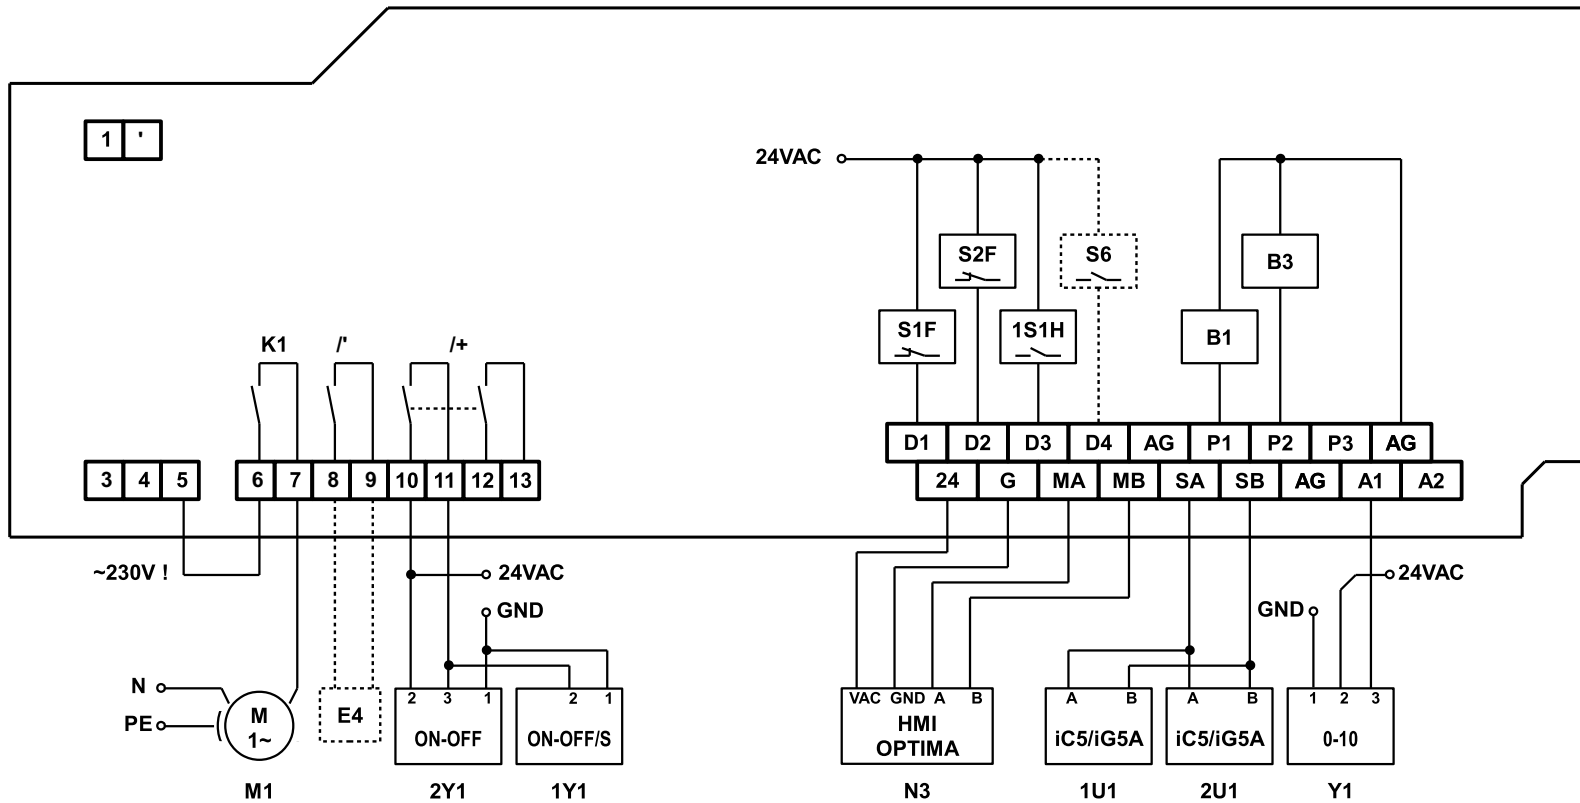 1 '
24VAC
S2F S6 B3
S1F 1S1H B1
K1 /' /+
D1 D2 D3 D4 AG P1 P2 P3 AG
3 4 5 6 7 8 9 10 11 12 13
24 G MA MB SA SB AG A1 A2
~230V ! 24VAC 24VAC
GND GND
N
PE
2 3 1 2 1 VAC GND A B A B A B 1 2 3
M
1~
E4
ON-OFF ON-OFF/S
HMI
OPTIMA
iC5/iG5A iC5/iG5A 0-10
M1 2Y1 1Y1 N3 1U1 2U1 Y1